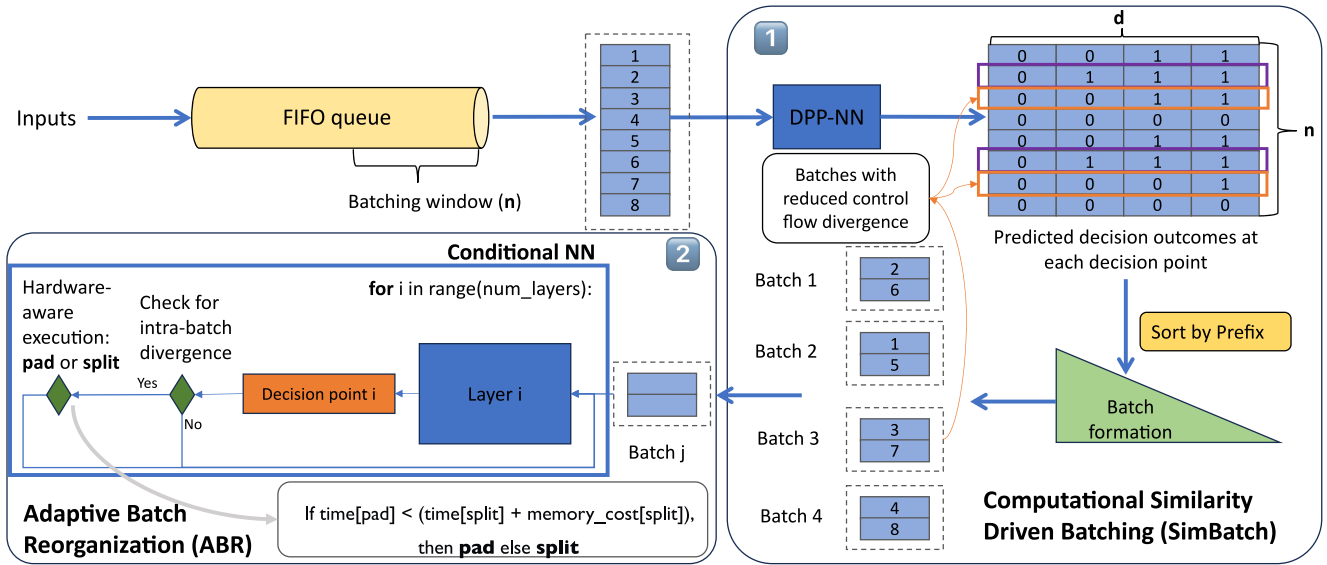 Inputs
FIFO queue
Batching window (n)
1
2
3
4
5
6
7
8
1
DPP-NN
d
0 0 1 1
0 1 1 1
0 0 1 1
0 0 0 0
0 0 1 1
0 1 1 1
0 0 0 1
0 0 0 0
n
Batches with
reduced control
flow divergence
Predicted decision outcomes at
each decision point
Sort by Prefix
Batch
formation
Batch 1
2
6
Batch 2
1
5
Batch 3
3
7
Batch 4
4
8
Computational Similarity
Driven Batching (SimBatch)
2
Conditional NN
for i in range(num_layers):
Hardware-
aware
execution:
pad or split
Check for
intra-batch
divergence
Yes
No
Decision point i
Layer i
Batch j
Adaptive Batch
Reorganization (ABR)
If time[pad] < (time[split] + memory_cost[split]),
then pad else split